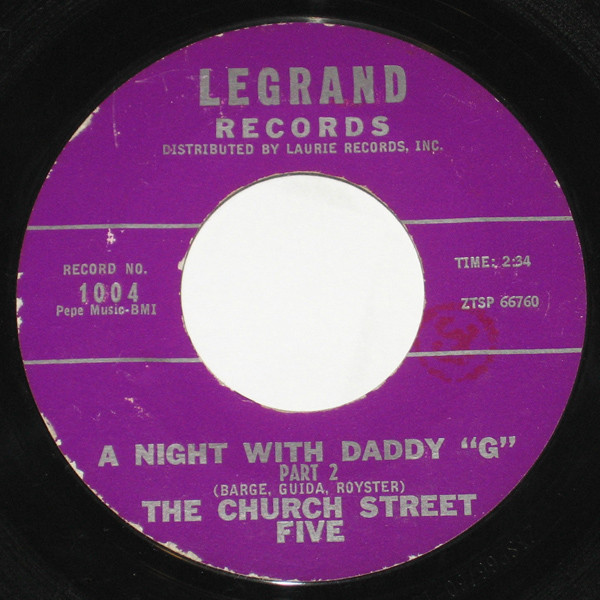 LEGRAND
RECORDS
DISTRIBUTED BY LAURIE RECORDS, INC.
RECORD NO.
1004
Pepe Music-BMI
TIME: 2:34
ZTSP 66760
A NIGHT WITH DADDY "G"
PART 2
(BARGE, GUIDA, ROYSTER)
THE CHURCH STREET
FIVE